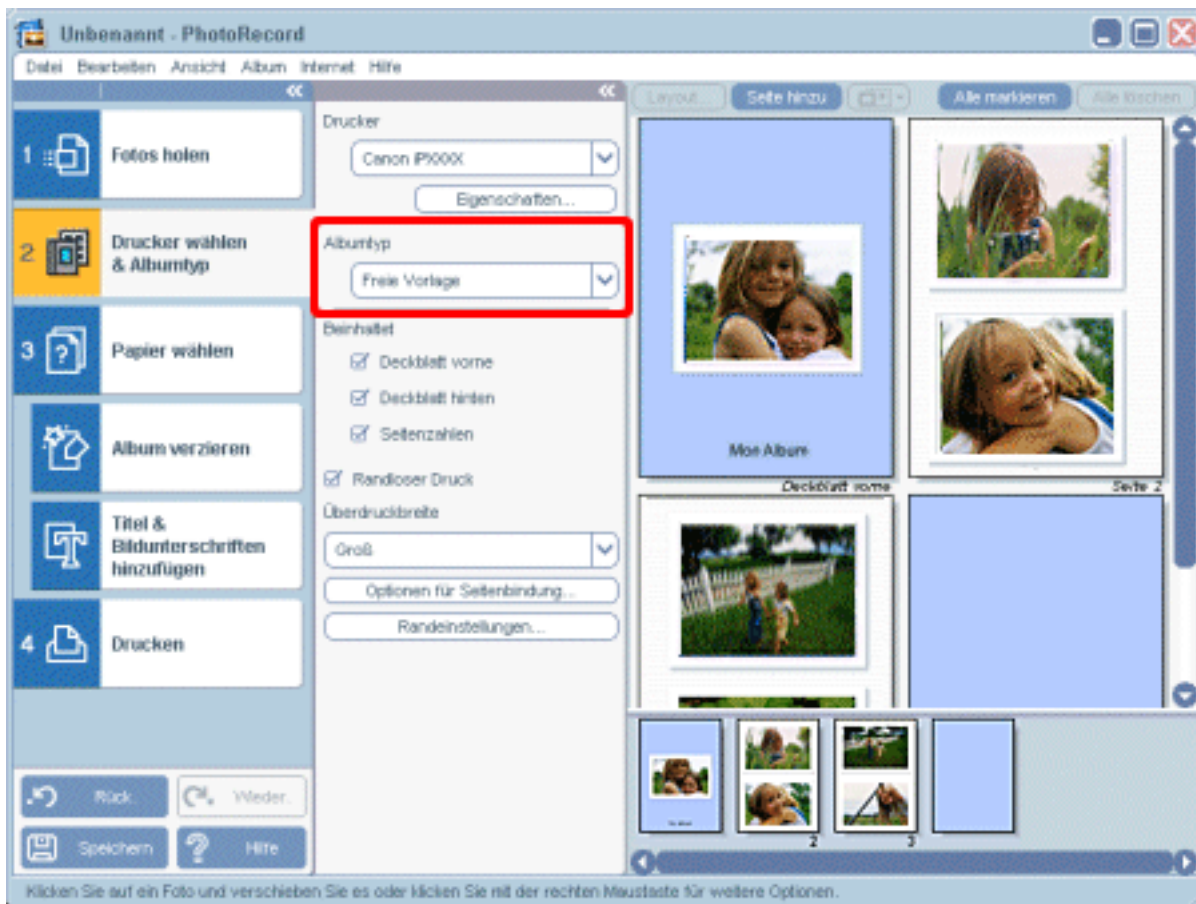 Unbenannt - PhotoRecord
Datei Bearbeiten Ansicht Album Internet Hilfe
1 Fotos holen
2 Drucker wählen
& Albumtyp
3 Papier wählen
Album verzieren
Titel &
Bildunterschriften
hinzufügen
4 Drucken
Rück.
Wieder.
Speichern
Hilfe
Drucker
Canon iPXXXX
Eigenschaften...
Albumtyp
Freie Vorlage
Beinhaltet
Deckblatt vorne
Deckblatt hinten
Seitenzahlen
Randloser Druck
Überdruckbreite
Groß
Optionen für Seitenbindung...
Randeinstellungen...
Layout...
Seite hinzu
Alle markieren
Alle löschen
Mon Album
Deckblatt vorne
Seite 2
2
3
Klicken Sie auf ein Foto und verschieben Sie es oder klicken Sie mit der rechten Maustaste für weitere Optionen.